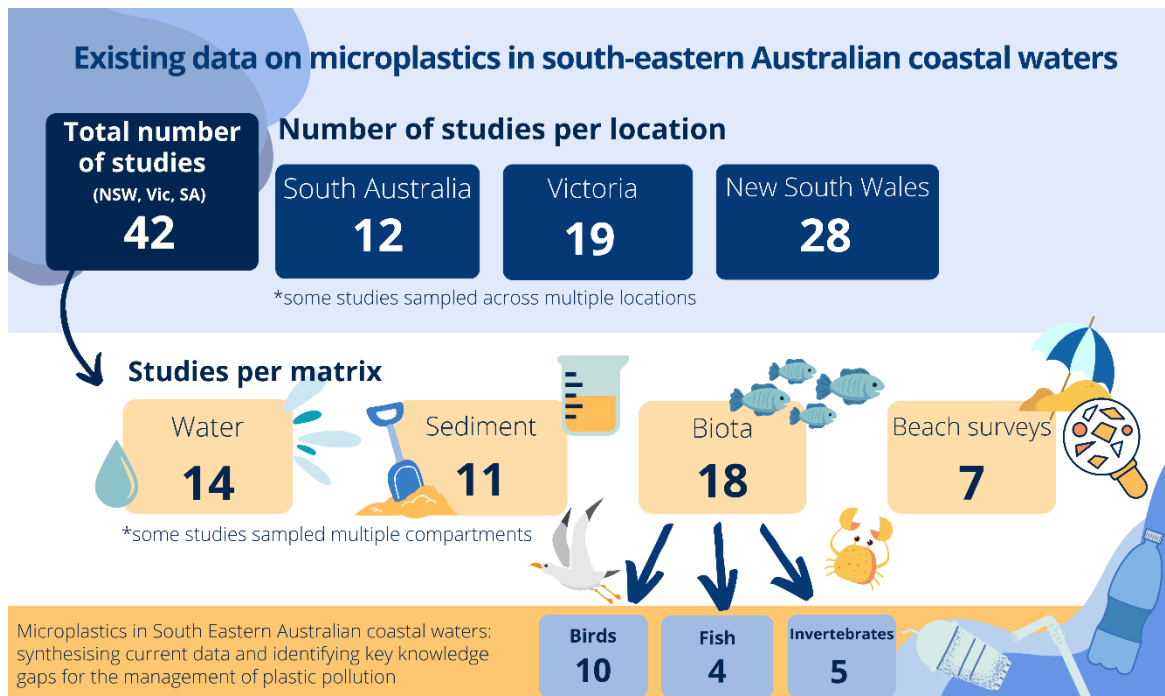 Existing data on microplastics in south-eastern Australian coastal waters
Total number
of studies
(NSW, Vic, SA)
42
Number of studies per location
South Australia
12
Victoria
19
New South Wales
28
*some studies sampled across multiple locations
Studies per matrix
Water
14
Sediment
11
Biota
18
Beach surveys
7
*some studies sampled multiple compartments
Birds
10
Fish
4
Invertebrates
5
Microplastics in South Eastern Australian coastal waters:
synthesising current data and identifying key knowledge
gaps for the management of plastic pollution